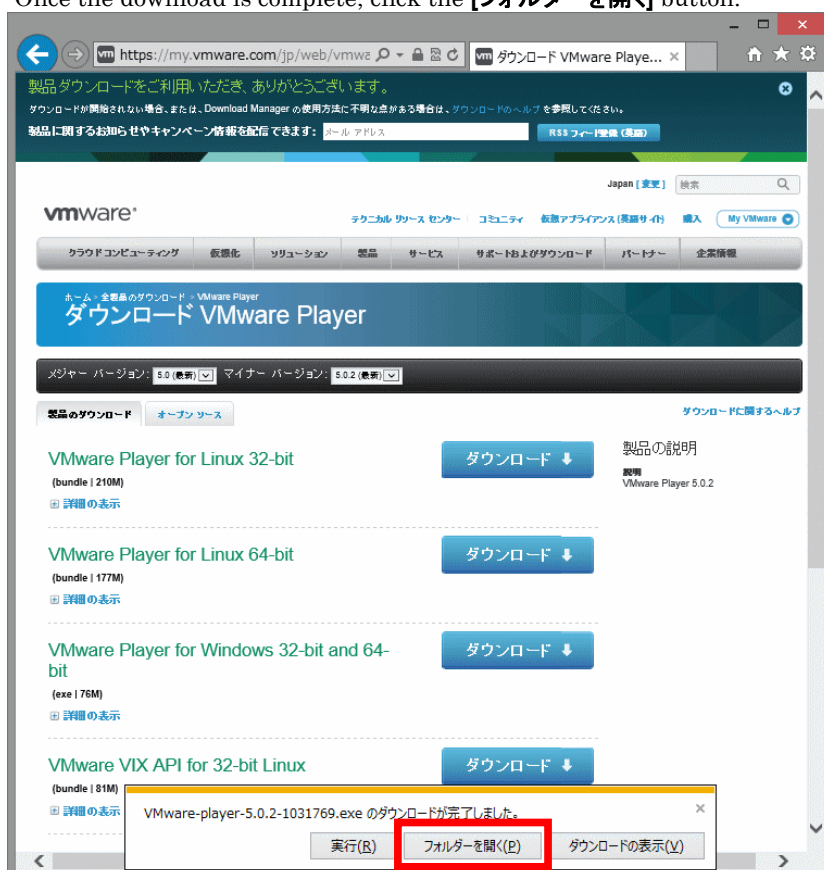 Once the download is complete, click the [フォルダーを開く] button.
https://my.vmware.com/jp/web/vmwa
ダウンロード VMware Playe...
製品ダウンロードをご利用いただき、ありがとうございます。
ダウンロードが開始されない場合、または、Download Manager の使用方法に不明な点がある場合は、ダウンロードのヘルプ を参照してください。
製品に関するお知らせやキャンペーン情報を配信できます: メール アドレス
RSS フィード登録 (英語)
Japan [ 変更 ] 検索
vmware
テクニカル リソース センター コミュニティ 仮想アプライアンス (英語サイト) 購入 My VMware
クラウド コンピューティング 仮想化 ソリューション 製品 サービス サポートおよびダウンロード パートナー 企業情報
ホーム > 全製品のダウンロード > VMware Player
ダウンロード VMware Player
メジャー バージョン: 5.0 (最新) マイナー バージョン: 5.0.2 (最新)
製品のダウンロード オープン ソース ダウンロードに関するヘルプ
VMware Player for Linux 32-bit
(bundle | 210M)
詳細の表示
ダウンロード
製品の説明
説明
VMware Player 5.0.2
VMware Player for Linux 64-bit
(bundle | 177M)
詳細の表示
ダウンロード
VMware Player for Windows 32-bit and 64-
bit
(exe | 76M)
詳細の表示
ダウンロード
VMware VIX API for 32-bit Linux
(bundle | 81M)
詳細の表示
ダウンロード
VMware-player-5.0.2-1031769.exe のダウンロードが完了しました。
実行(R) フォルダーを開く(P) ダウンロードの表示(V)